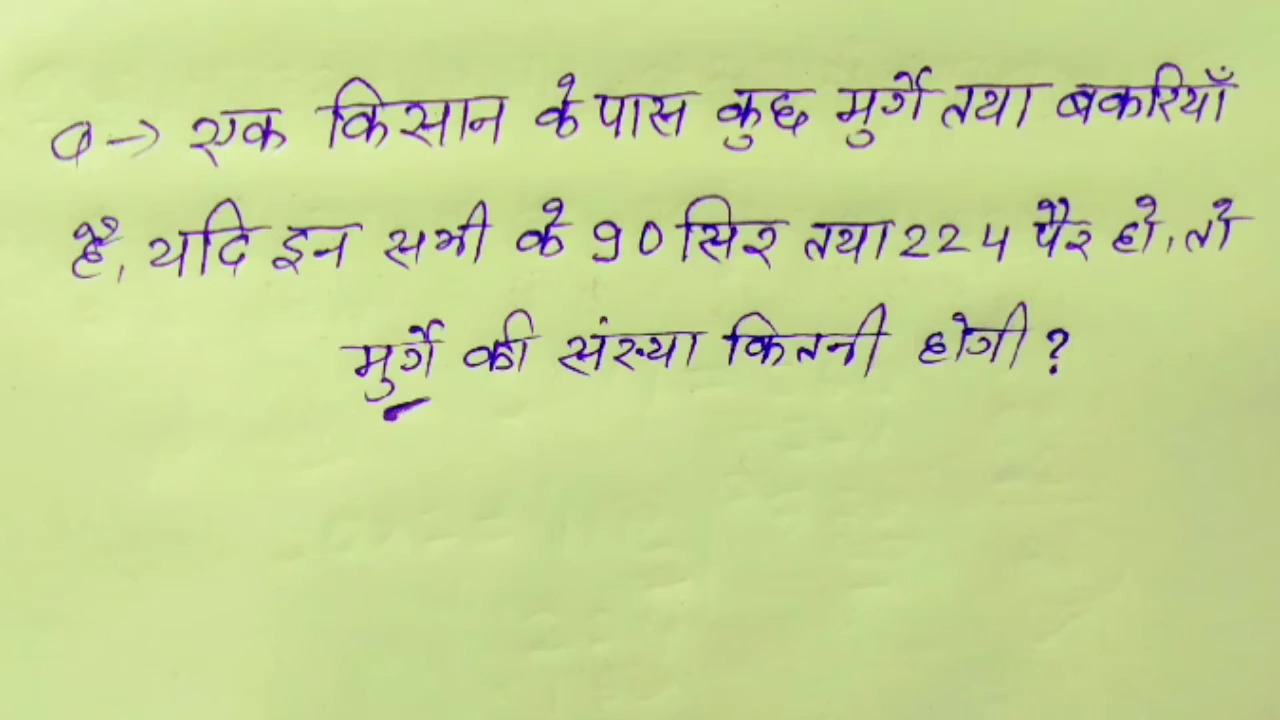 Q→ एक किसान के पास कुछ मुर्गे तथा बकरियाँ
हैं, यदि इन सभी के 90 सिर तथा 224 पैर हो, तो
मुर्गे की संख्या कितनी होगी?